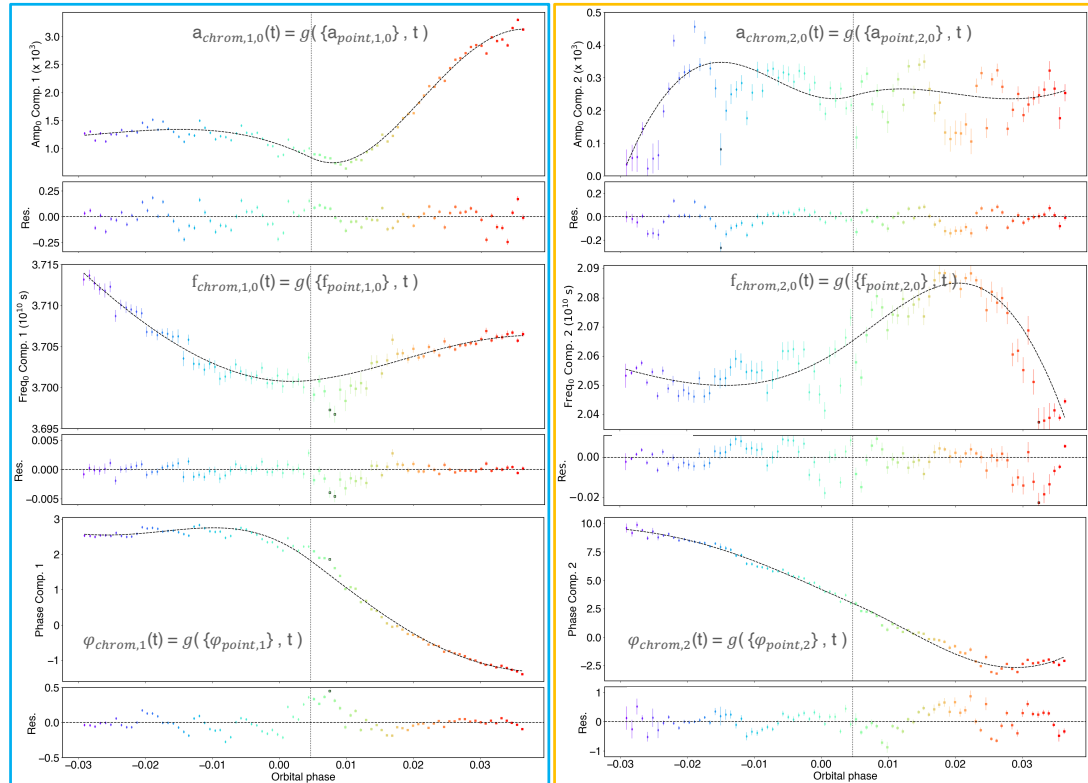 a_chrom,1,0(t) = g( {a_point,1,0} , t )
Amp₀ Comp. 1 (x 10³)
3.0
2.5
2.0
1.5
1.0
Res.
0.25
0.00
−0.25
f_chrom,1,0(t) = g( {f_point,1,0} , t )
Freq₀ Comp. 1 (10¹⁰ s)
3.715
3.710
3.705
3.700
3.695
Res.
0.005
0.000
−0.005
φ_chrom,1(t) = g( {φ_point,1} , t )
Phase Comp. 1
3
2
1
0
−1
Res.
0.5
0.0
−0.5
−0.03 −0.02 −0.01 0.00 0.01 0.02 0.03
Orbital phase
a_chrom,2,0(t) = g( {a_point,2,0} , t )
Amp₀ Comp. 2 (x 10³)
0.5
0.4
0.3
0.2
0.1
0.0
Res.
0.2
0.0
−0.2
f_chrom,2,0(t) = g( {f_point,2,0} , t )
Freq₀ Comp. 2 (10¹⁰ s)
2.09
2.08
2.07
2.06
2.05
2.04
Res.
0.00
−0.02
φ_chrom,2(t) = g( {φ_point,2} , t )
Phase Comp. 2
10.0
7.5
5.0
2.5
0.0
−2.5
Res.
1
0
−1
−0.03 −0.02 −0.01 0.00 0.01 0.02 0.03
Orbital phase